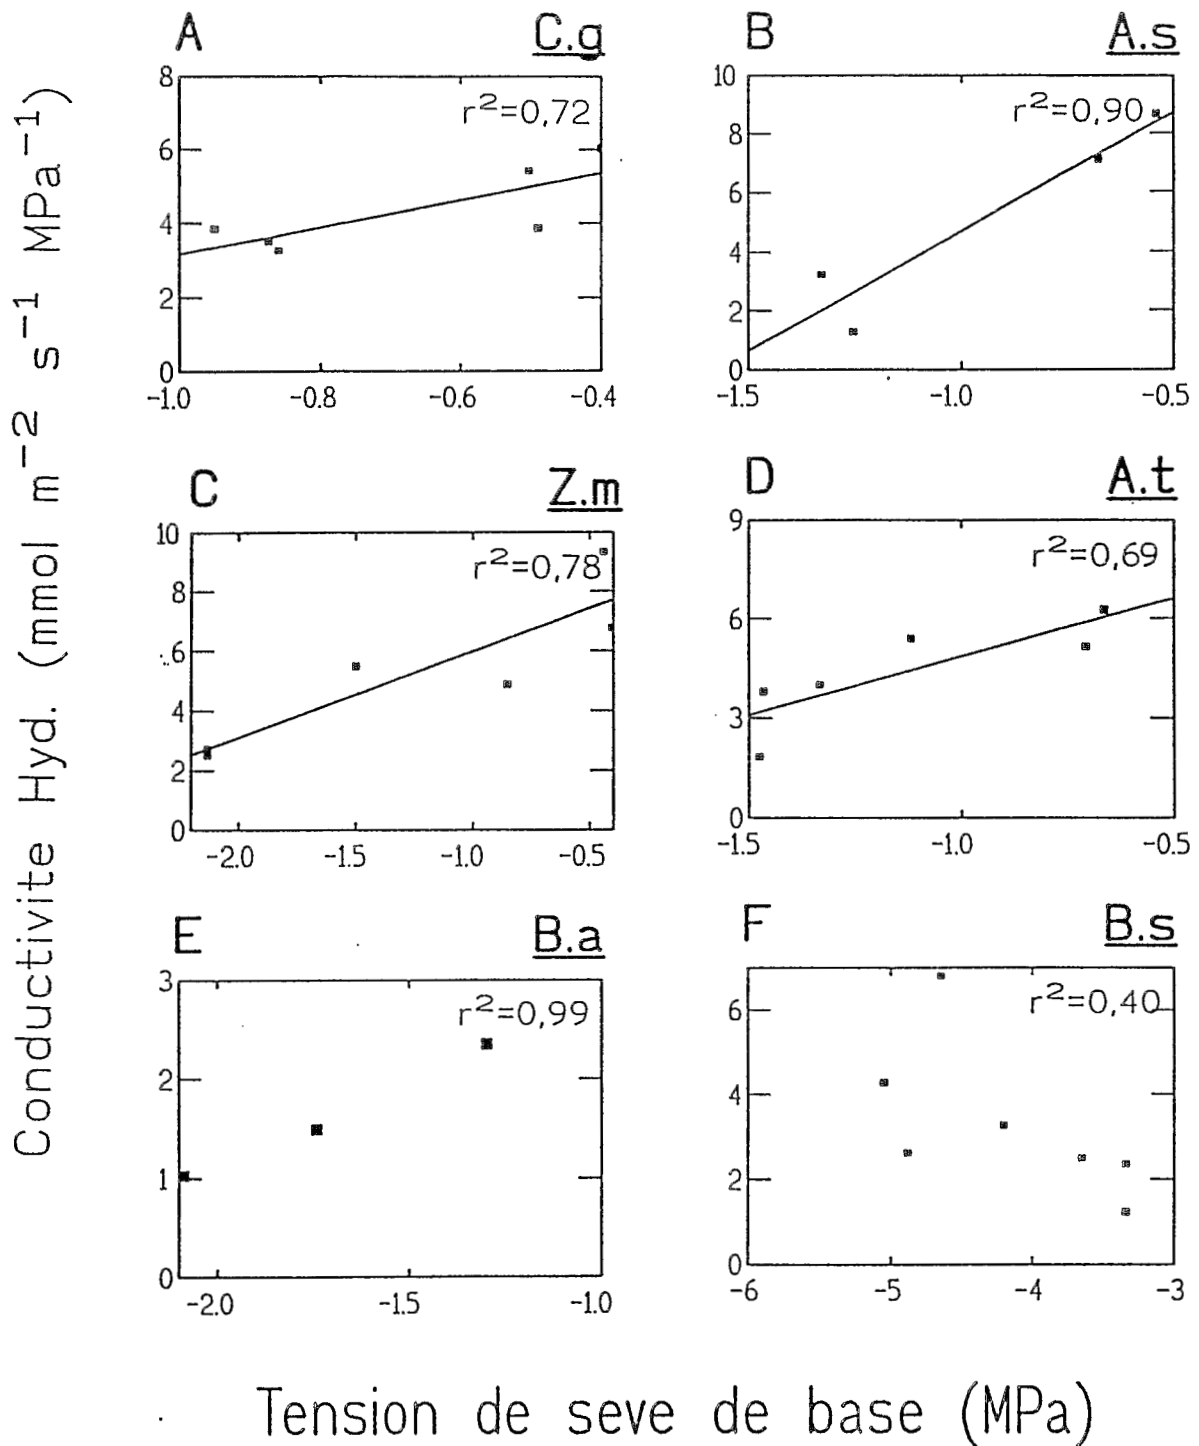 Conductivite Hyd. (mmol m⁻² s⁻¹ MPa⁻¹)
A C.g
r²=0,72
8
6
4
2
0
-1.0 -0.8 -0.6 -0.4
B A.s
r²=0,90
10
8
6
4
2
0
-1.5 -1.0 -0.5
C Z.m
r²=0,78
10
8
6
4
2
0
-2.0 -1.5 -1.0 -0.5
D A.t
r²=0,69
9
6
3
0
-1.5 -1.0 -0.5
E B.a
r²=0,99
3
2
1
0
-2.0 -1.5 -1.0
F B.s
r²=0,40
6
4
2
0
-6 -5 -4 -3
Tension de seve de base (MPa)